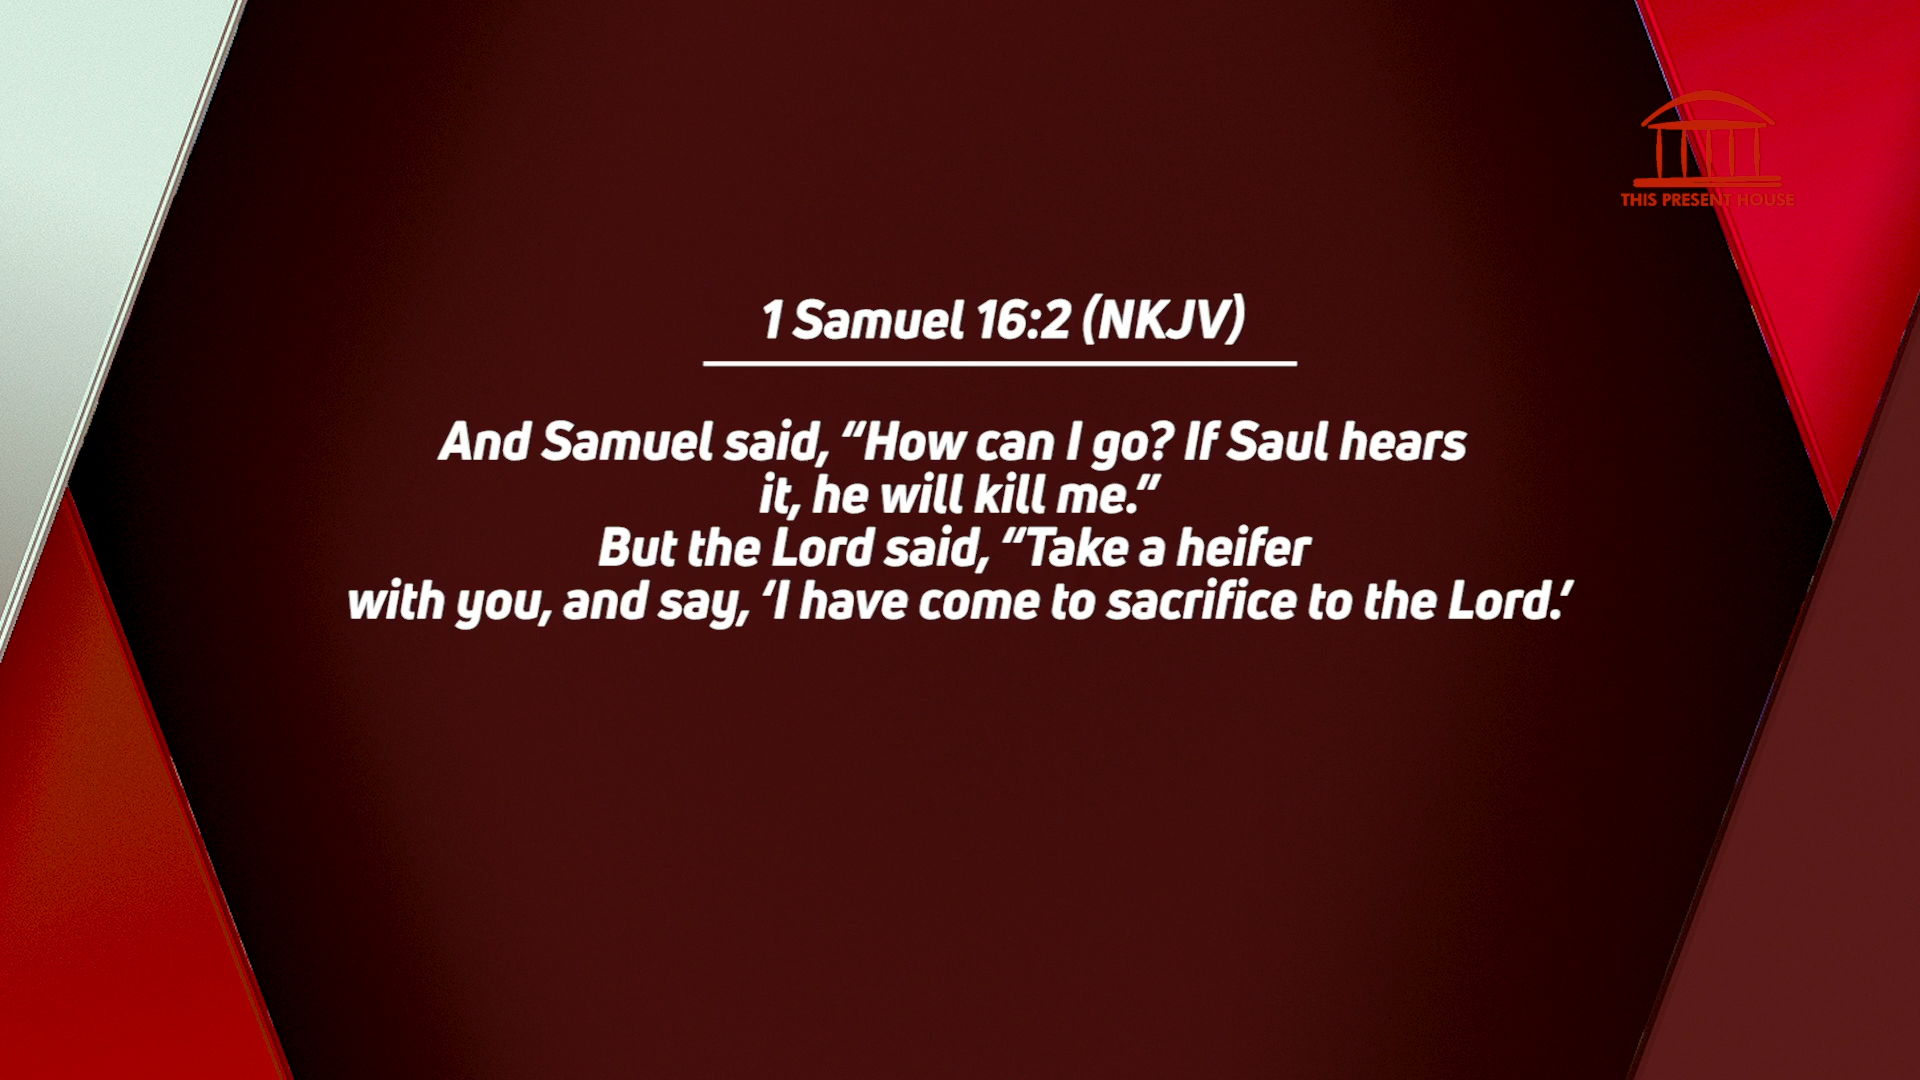 THIS PRESENT HOUSE
1 Samuel 16:2 (NKJV)
And Samuel said, “How can I go? If Saul hears
it, he will kill me.”
But the Lord said, “Take a heifer
with you, and say, ‘I have come to sacrifice to the Lord.’